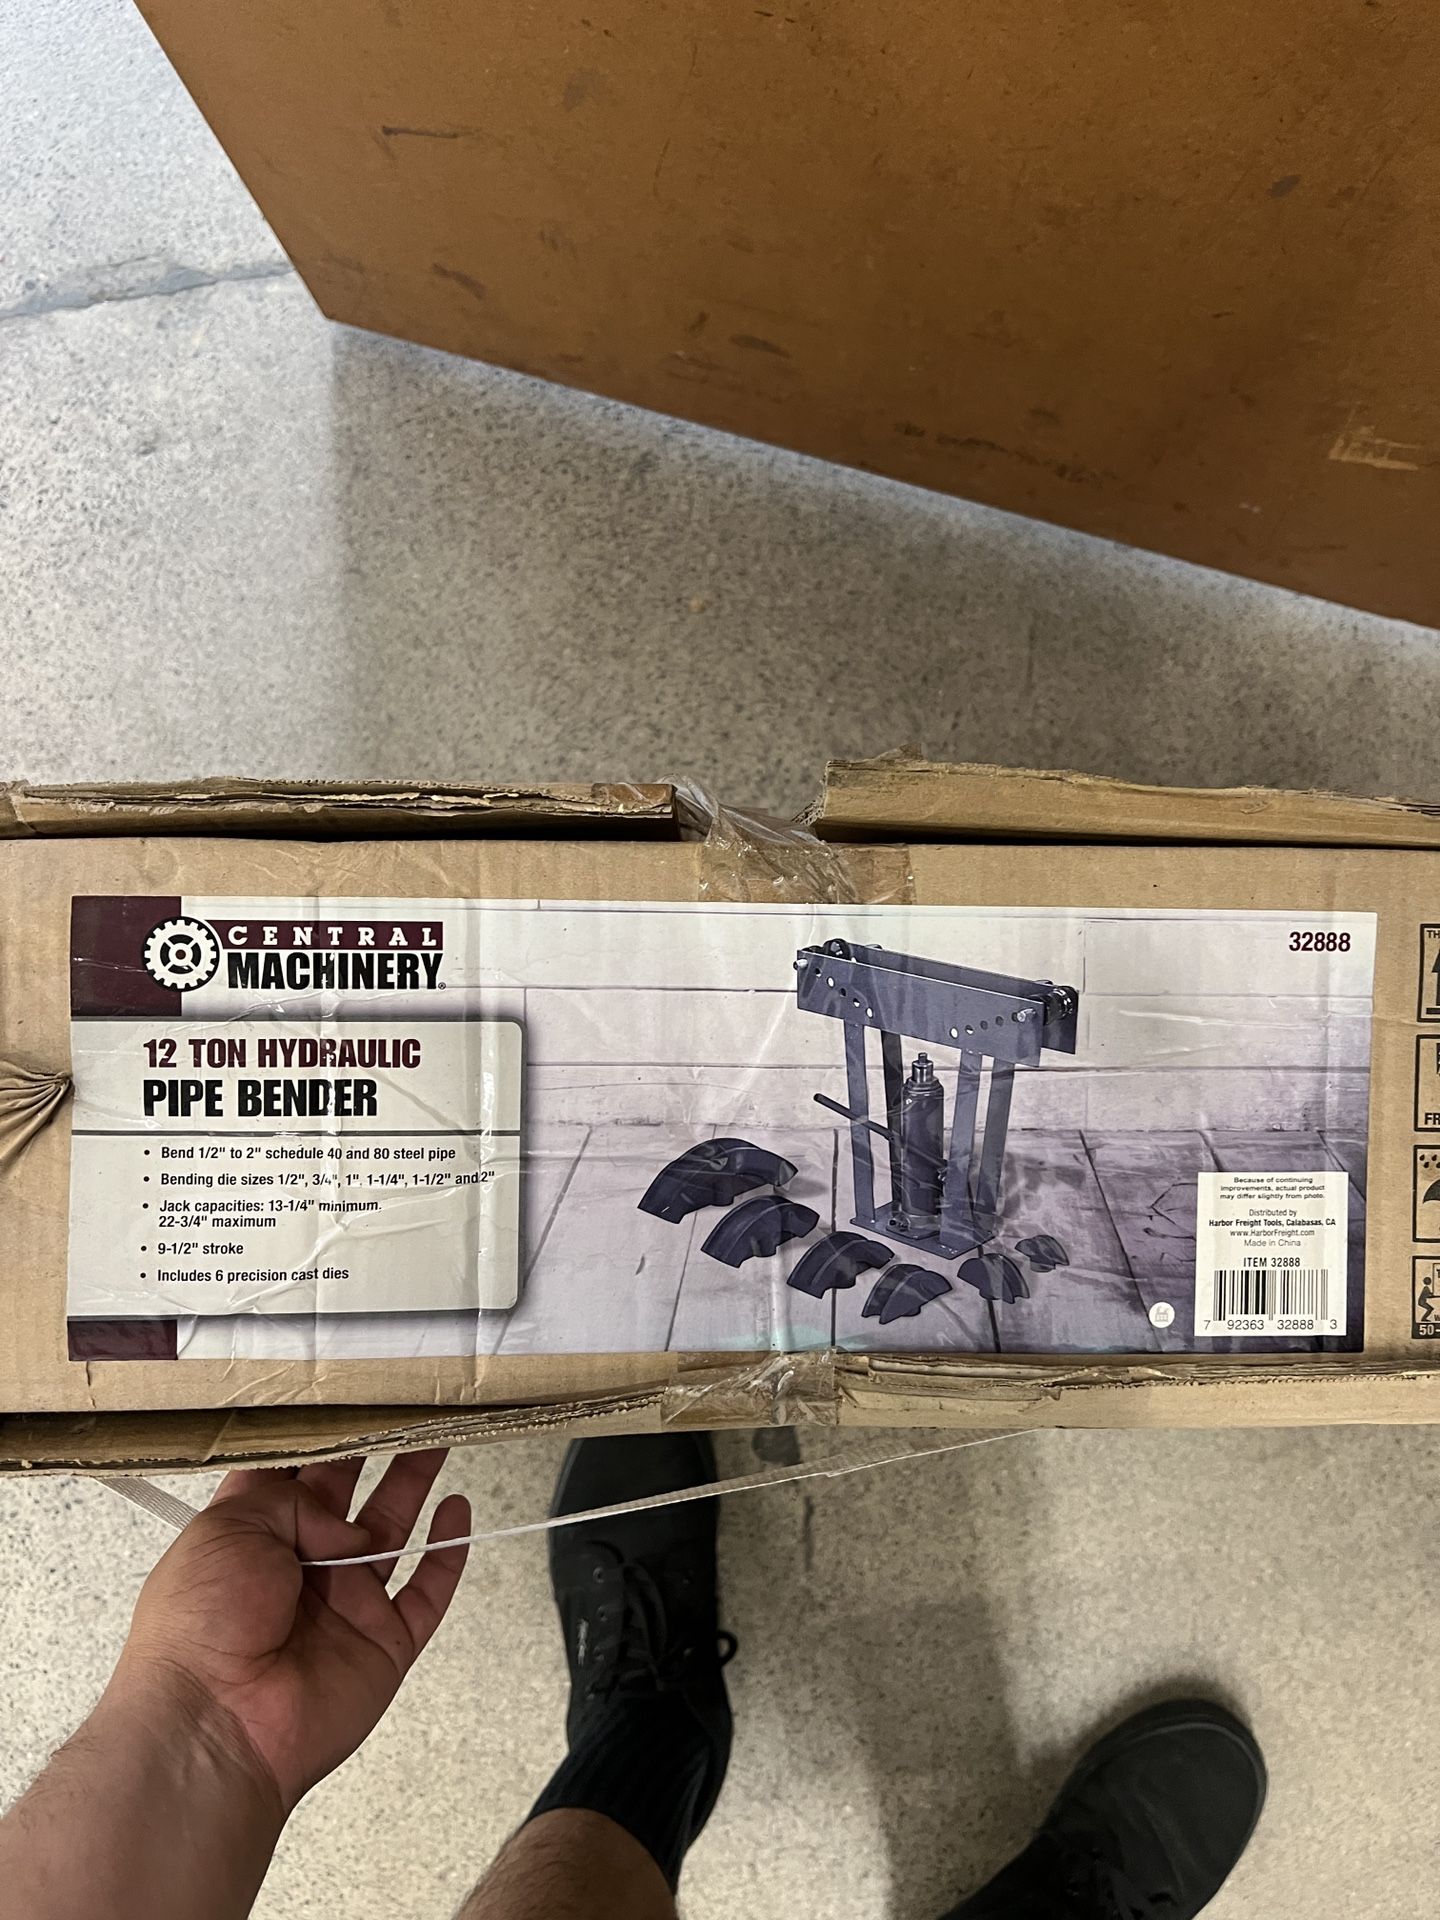 CENTRAL
MACHINERY®
32888
12 TON HYDRAULIC
PIPE BENDER
• Bend 1/2" to 2" schedule 40 and 80 steel pipe
• Bending die sizes 1/2", 3/4", 1", 1-1/4", 1-1/2" and 2"
• Jack capacities: 13-1/4" minimum.
22-3/4" maximum
• 9-1/2" stroke
• Includes 6 precision cast dies
Because of continuing
improvements, actual product
may differ slightly from photo.
Distributed by
Harbor Freight Tools, Calabasas, CA
www.HarborFreight.com
Made in China
ITEM 32888
7 92363 32888 3
TH
FR
50-